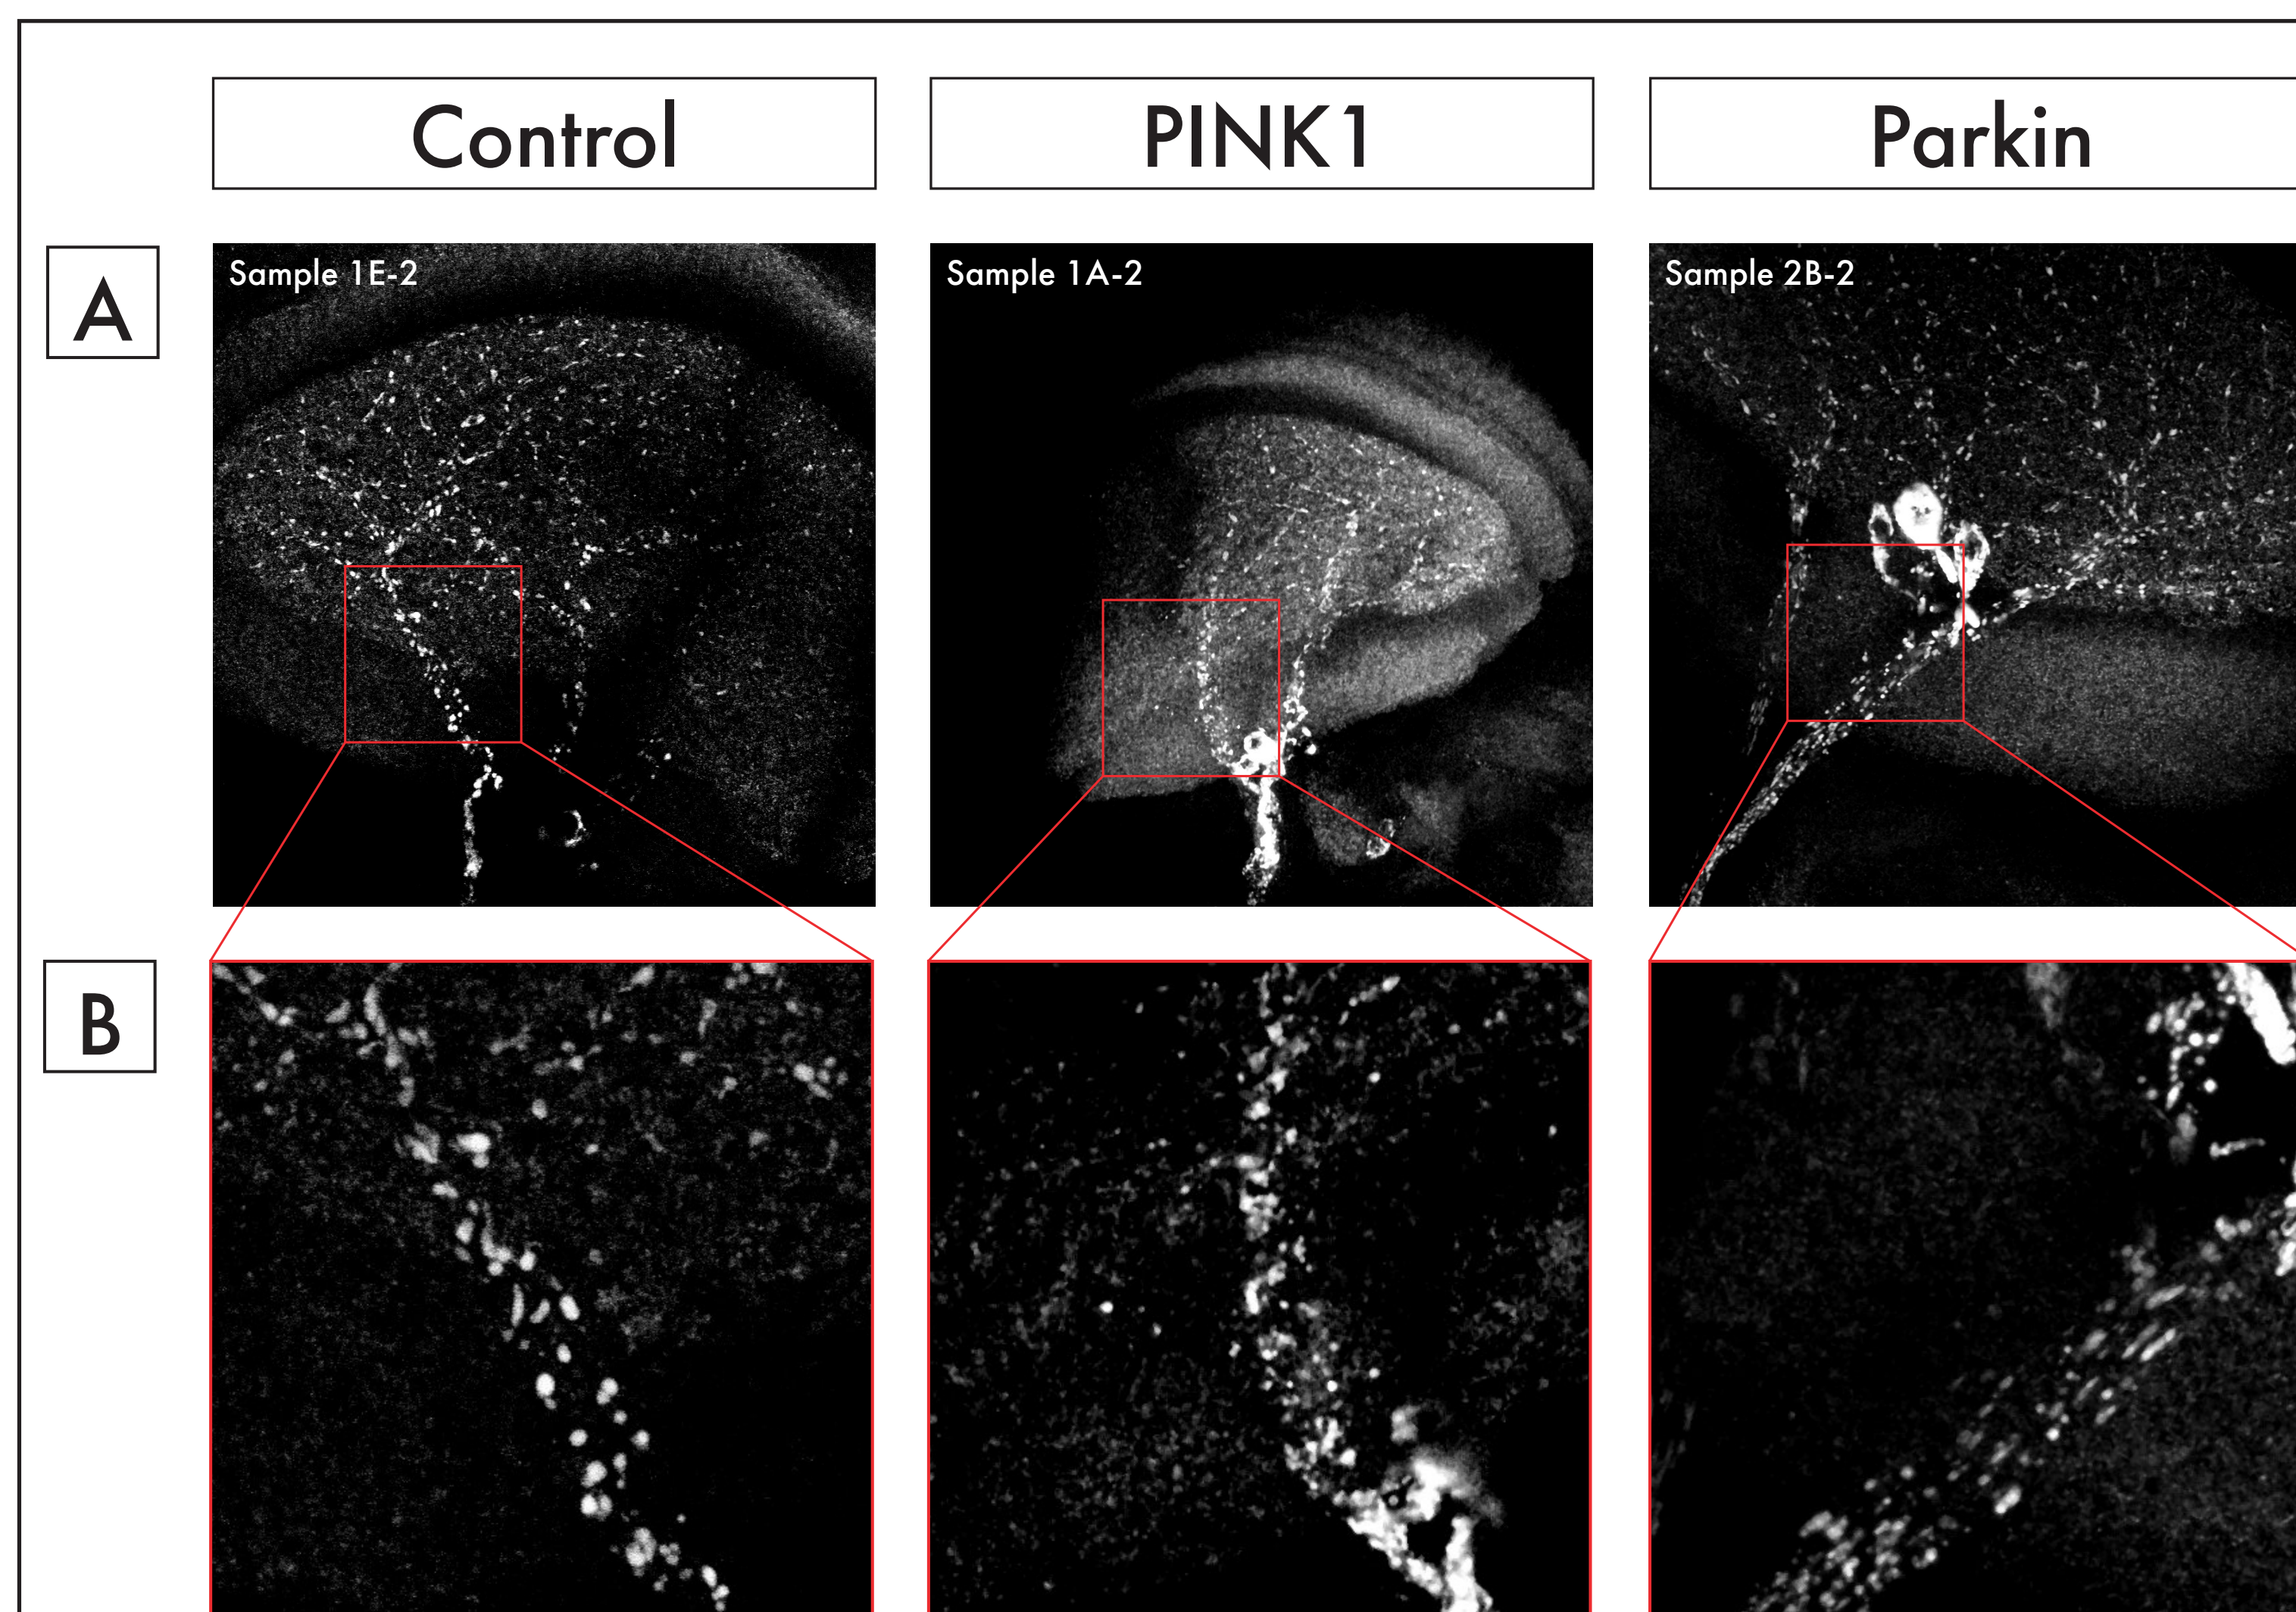 Control
PINK1
Parkin
A
Sample 1E-2
Sample 1A-2
Sample 2B-2
B